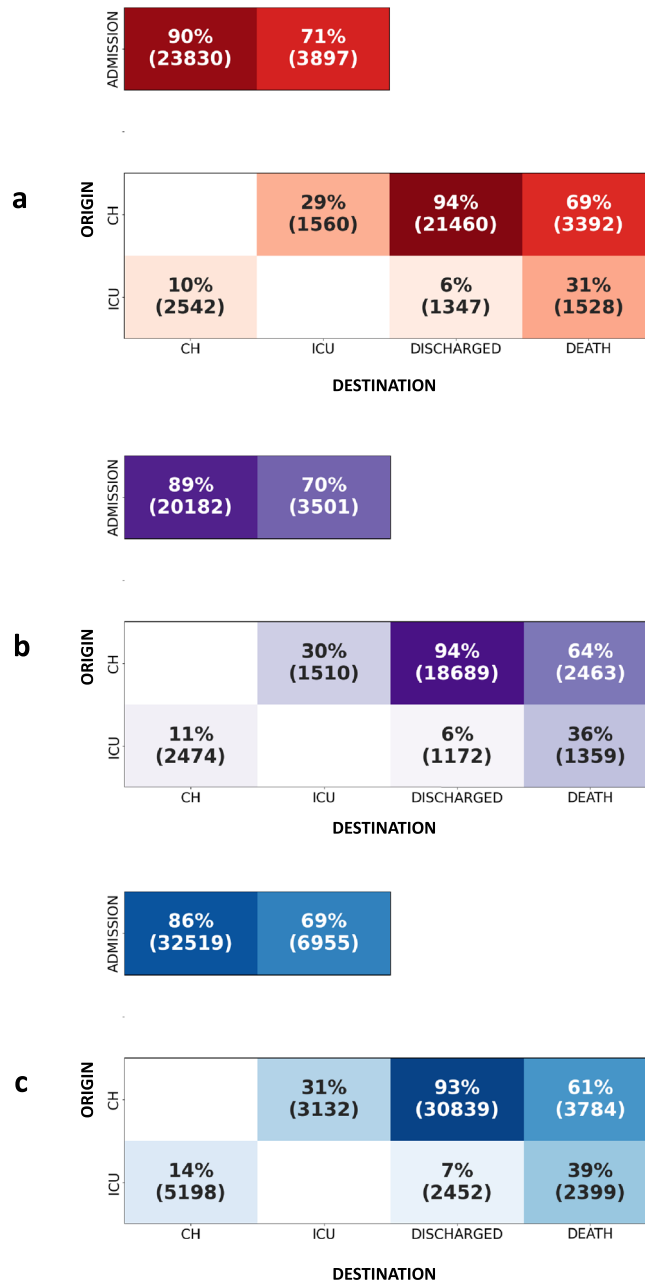 ADMISSION
90% 71%
(23830) (3897)
a
ORIGIN
CH
29% 94% 69%
(1560) (21460) (3392)
ICU
10% 6% 31%
(2542) (1347) (1528)
CH ICU DISCHARGED DEATH
DESTINATION
ADMISSION
89% 70%
(20182) (3501)
b
ORIGIN
CH
30% 94% 64%
(1510) (18689) (2463)
ICU
11% 6% 36%
(2474) (1172) (1359)
CH ICU DISCHARGED DEATH
DESTINATION
ADMISSION
86% 69%
(32519) (6955)
c
ORIGIN
CH
31% 93% 61%
(3132) (30839) (3784)
ICU
14% 7% 39%
(5198) (2452) (2399)
CH ICU DISCHARGED DEATH
DESTINATION